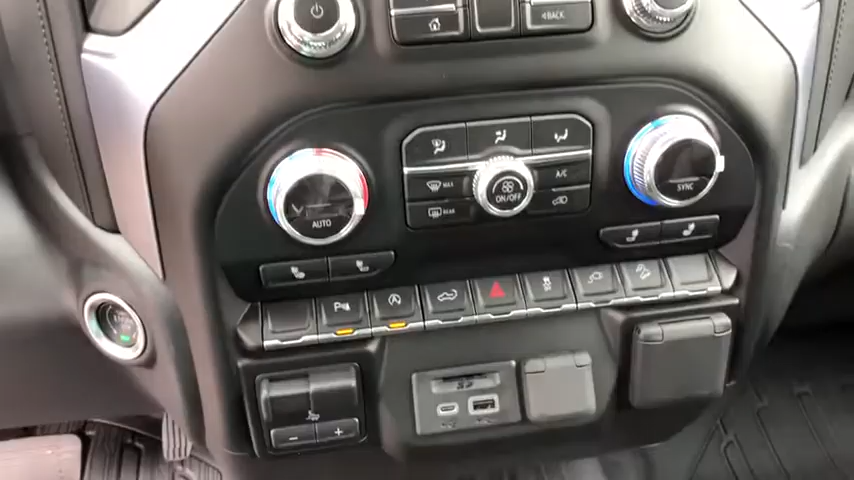 BACK
MAX
A/C
ON/OFF
REAR
AUTO
SYNC
A
- +